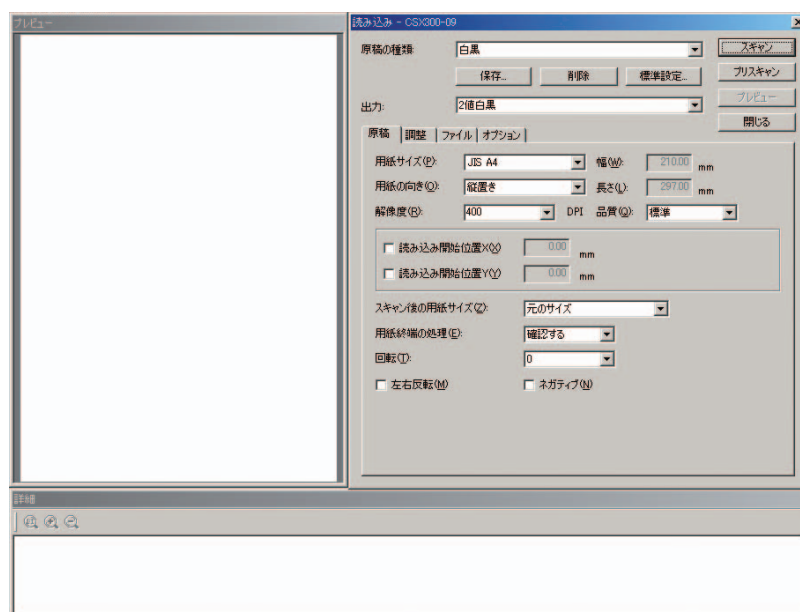 プレビュー
読み込み - CSX300-09
原稿の種類:
白黒
スキャン
保存...
削除
標準設定...
プリスキャン
プレビュー
出力:
2値白黒
閉じる
原稿
調整
ファイル
オプション
用紙サイズ(P):
JIS A4
幅(W):
210.00
mm
用紙の向き(O):
縦置き
長さ(L):
297.00
mm
解像度(R):
400
DPI
品質(Q):
標準
読み込み開始位置X(X)
0.00
mm
読み込み開始位置Y(Y)
0.00
mm
スキャン後の用紙サイズ(Z):
元のサイズ
用紙終端の処理(E):
確認する
回転(T):
0
左右反転(M)
ネガティブ(N)
詳細